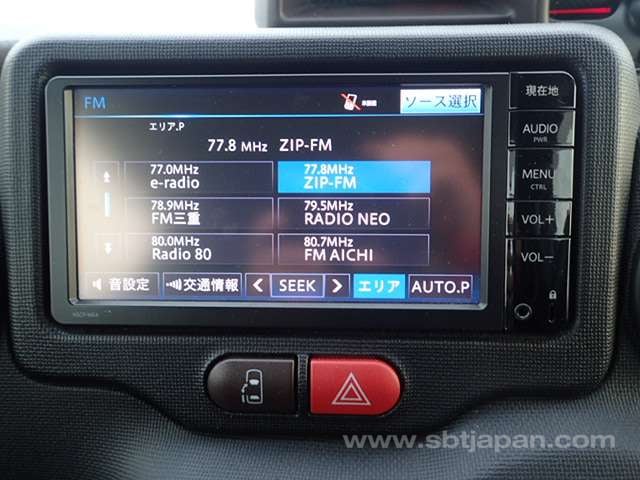 FM
ソース選択
エリア.P
77.8 MHz ZIP-FM
77.0MHz
e-radio
77.8MHz
ZIP-FM
78.9MHz
FM三重
79.5MHz
RADIO NEO
80.0MHz
Radio 80
80.7MHz
FM AICHI
音設定
交通情報
SEEK
エリア
AUTO.P
現在地
AUDIO
PWR
MENU
CTRL
VOL+
VOL−
www.sbtjapan.com